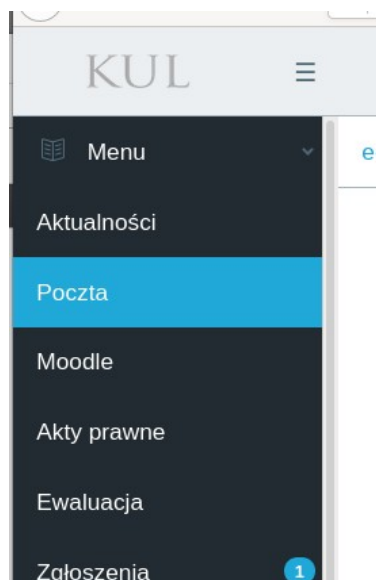 KUL
Menu
e
Aktualności
Poczta
Moodle
Akty prawne
Ewaluacja
Zgłoszenia 1